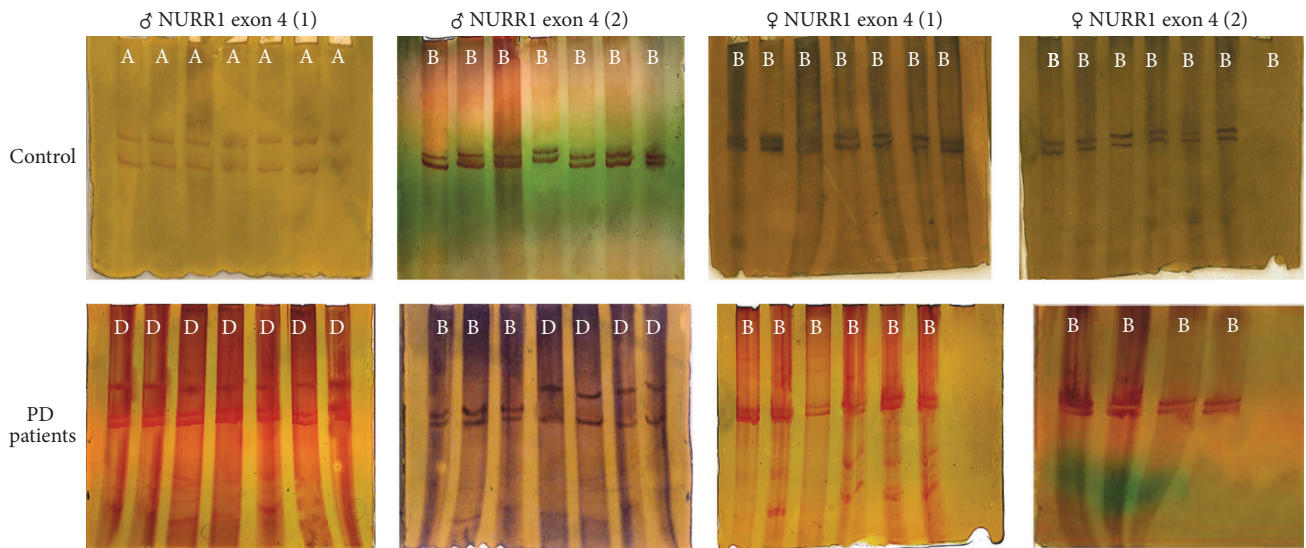 ♂ NURR1 exon 4 (1) ♂ NURR1 exon 4 (2) ♀ NURR1 exon 4 (1) ♀ NURR1 exon 4 (2)
Control
A A A A A A A
B B B B B B B
B B B B B B B
B B B B B B B
PD
patients
D D D D D D D
B B B D D D D
B B B B B B
B B B B